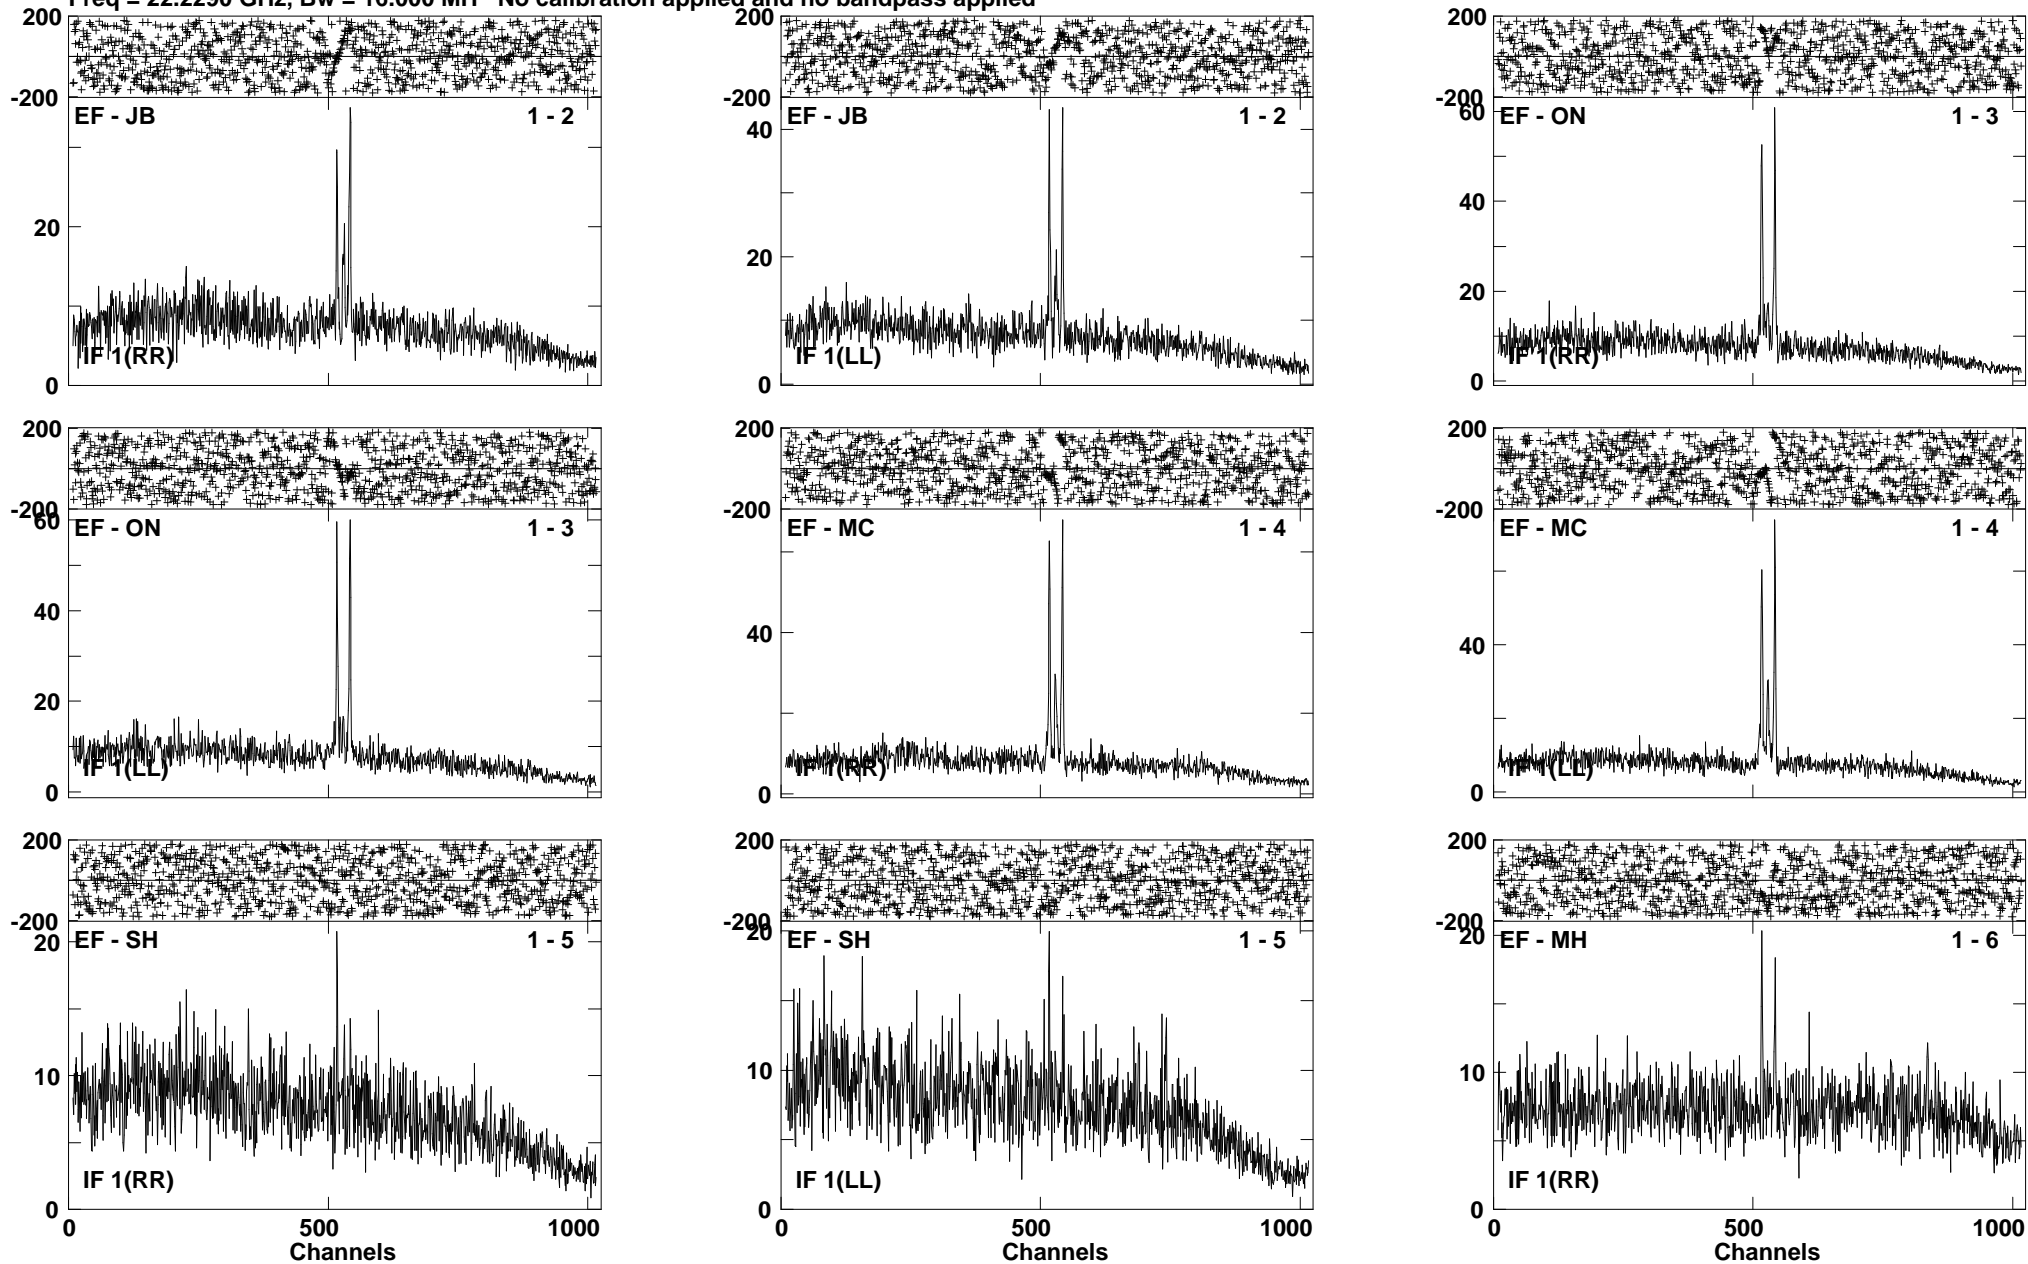 Freq = 22.2290 GHz, Bw = 16.000 MH No calibration applied and no bandpass applied
200 200 200
-200 -200 -200
EF - JB 1 - 2 EF - JB 1 - 2 EF - ON 1 - 3
60
40
40
20
20
20
IF 1(RR) IF 1(LL) IF 1(RR)
0 0 0
200 200 200
-200 -200 -200
60
EF - ON 1 - 3 EF - MC 1 - 4 EF - MC 1 - 4
40 40 40
20
IF 1(LL) IF 1(RR) IF 1(LL)
0 0 0
200 200 200
-200 -200 -200
20 20 20
EF - SH 1 - 5 EF - SH 1 - 5 EF - MH 1 - 6
10 10 10
IF 1(RR) IF 1(LL) IF 1(RR)
0 0 0
0 500 1000 0 500 1000 0 500 1000
Channels Channels Channels